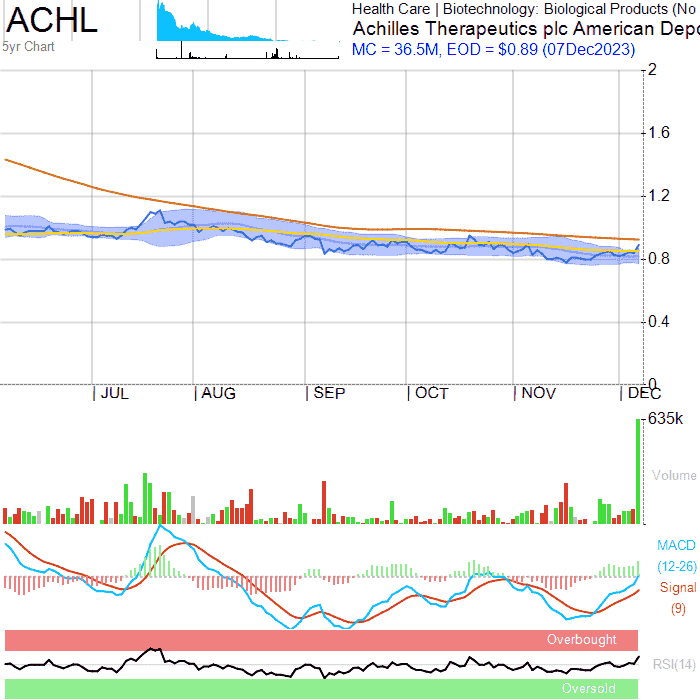 ACHL
5yr Chart
Health Care | Biotechnology: Biological Products (No
Achilles Therapeutics plc American Depo
MC = 36.5M, EOD = $0.89 (07Dec2023)
2
1.6
1.2
0.8
0.4
0
JUL AUG SEP OCT NOV DEC
635k
Volume
MACD
(12-26)
Signal
(9)
Overbought
RSI(14)
Oversold